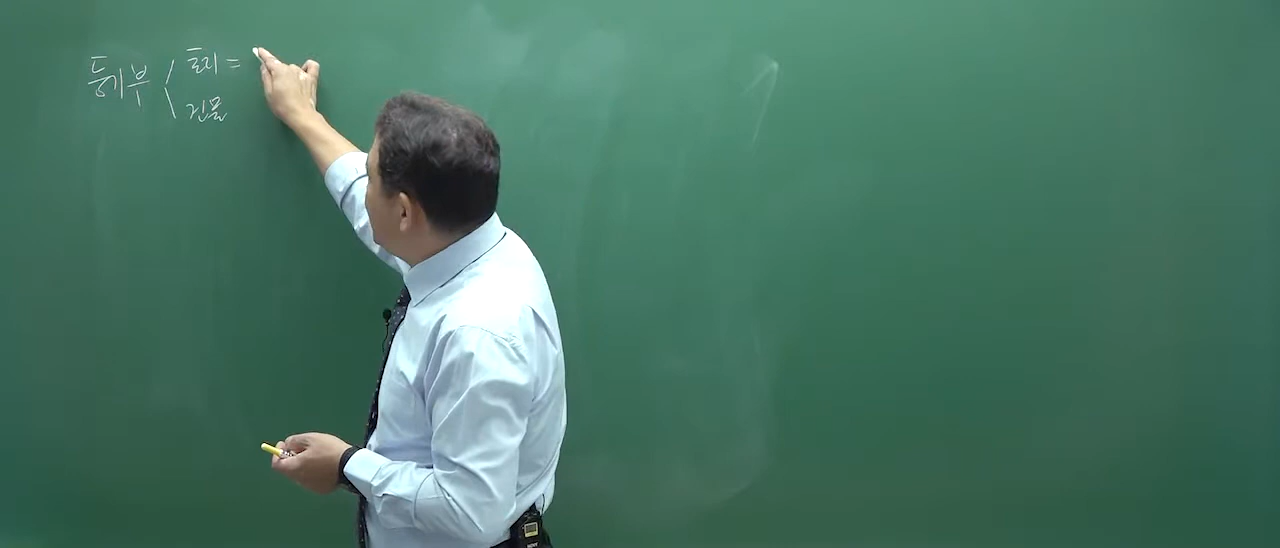 등기부 < 토지 =
건물